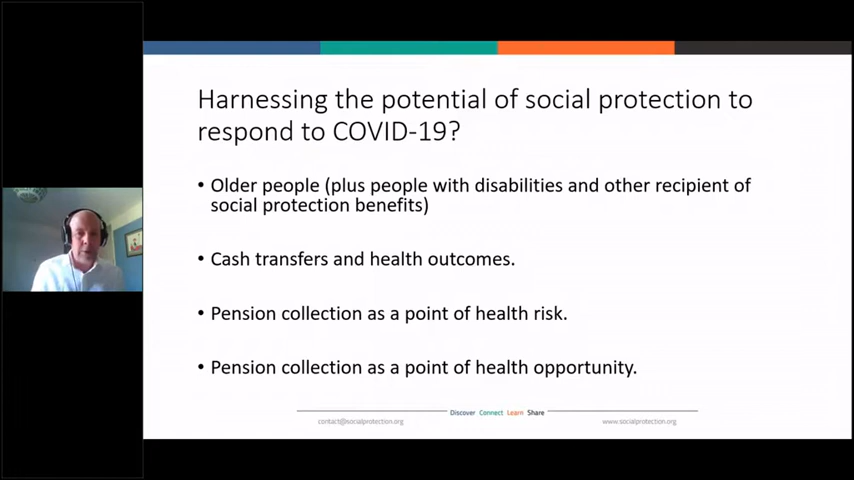 Harnessing the potential of social protection to
respond to COVID-19?
• Older people (plus people with disabilities and other recipient of
social protection benefits)
• Cash transfers and health outcomes.
• Pension collection as a point of health risk.
• Pension collection as a point of health opportunity.
Discover Connect Learn Share
contact@socialprotection.org www.socialprotection.org